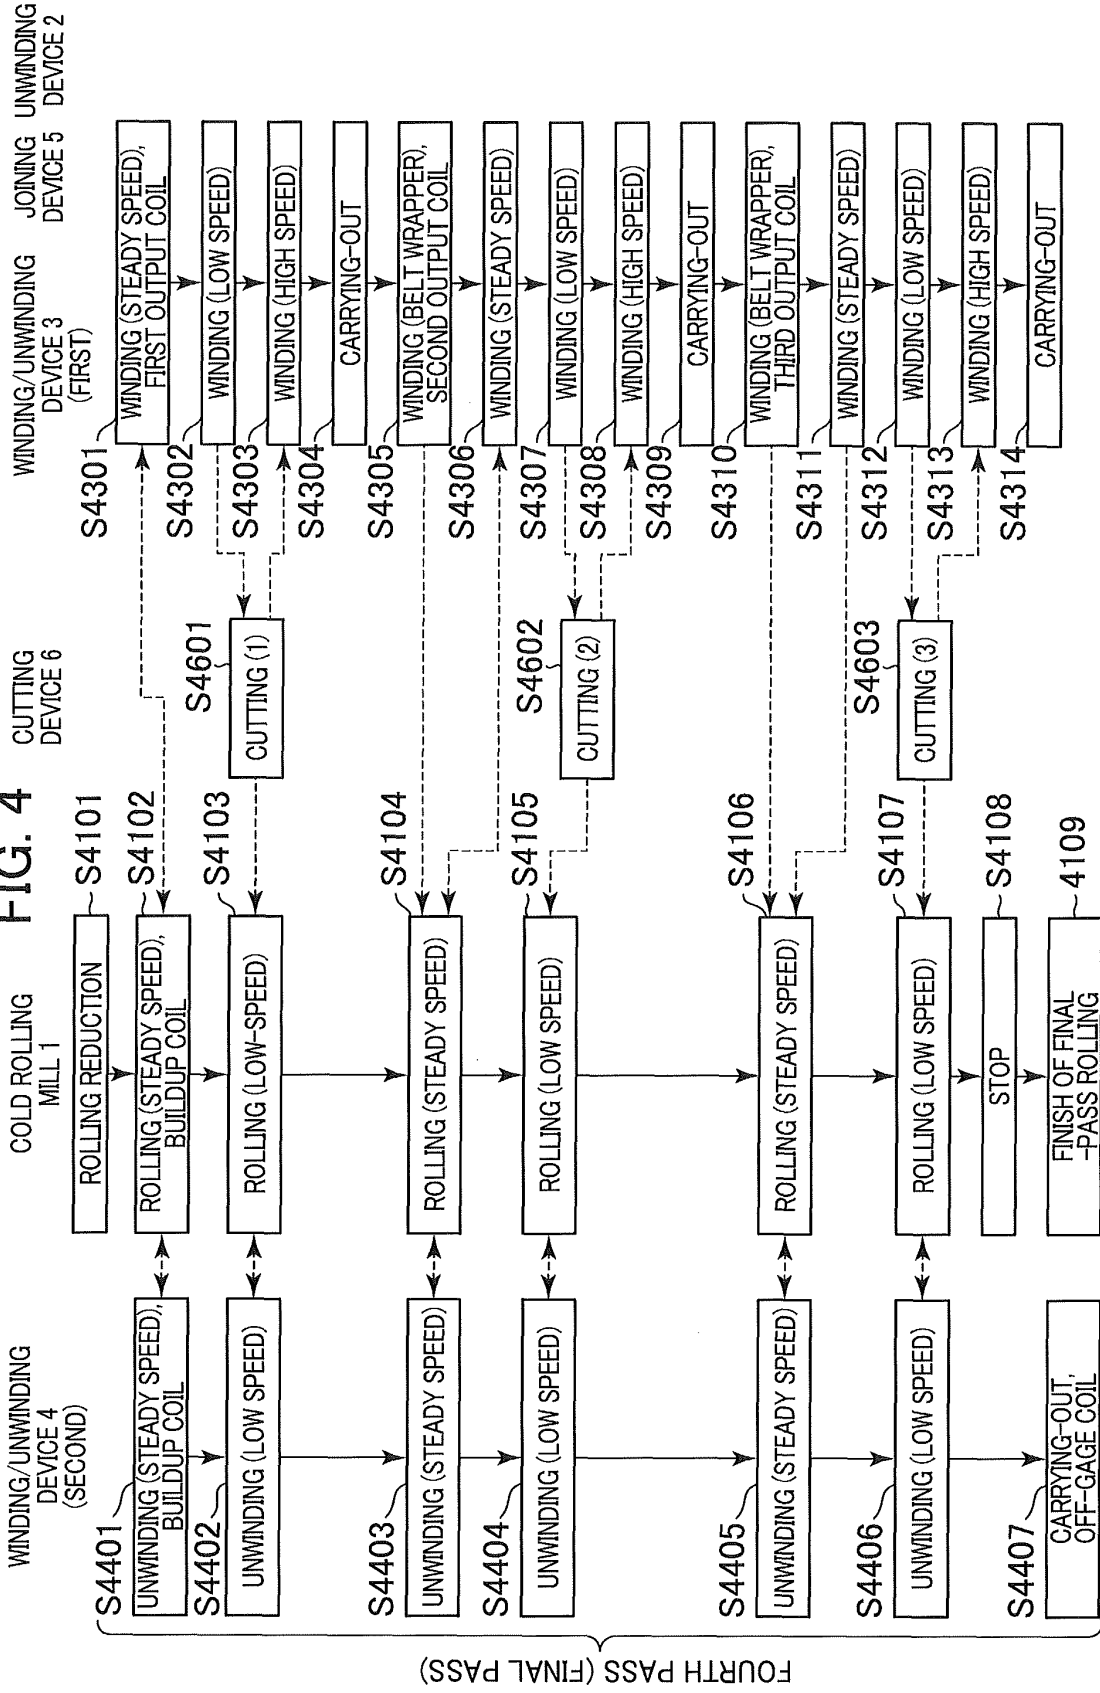 FIG. 4
WINDING/UNWINDING
DEVICE 4
(SECOND)
COLD ROLLING
MILL 1
CUTTING
DEVICE 6
WINDING/UNWINDING
DEVICE 3
(FIRST)
JOINING
DEVICE 5
UNWINDING
DEVICE 2
FOURTH PASS (FINAL PASS)
S4401
UNWINDING (STEADY SPEED),
BUILDUP COIL
S4402
UNWINDING (LOW SPEED)
S4403
UNWINDING (STEADY SPEED)
S4404
UNWINDING (LOW SPEED)
S4405
UNWINDING (STEADY SPEED)
S4406
UNWINDING (LOW SPEED)
S4407
CARRYING-OUT,
OFF-GAGE COIL
S4101
ROLLING REDUCTION
S4102
ROLLING (STEADY SPEED),
BUILDUP COIL
S4103
ROLLING (LOW-SPEED)
S4104
ROLLING (STEADY SPEED)
S4105
ROLLING (LOW SPEED)
S4106
ROLLING (STEADY SPEED)
S4107
ROLLING (LOW SPEED)
S4108
STOP
4109
FINISH OF FINAL
-PASS ROLLING
S4601
CUTTING (1)
S4602
CUTTING (2)
S4603
CUTTING (3)
S4301
WINDING (STEADY SPEED),
FIRST OUTPUT COIL
S4302
WINDING (LOW SPEED)
S4303
WINDING (HIGH SPEED)
S4304
CARRYING-OUT
S4305
WINDING (BELT WRAPPER),
SECOND OUTPUT COIL
S4306
WINDING (STEADY SPEED)
S4307
WINDING (LOW SPEED)
S4308
WINDING (HIGH SPEED)
S4309
CARRYING-OUT
S4310
WINDING (BELT WRAPPER),
THIRD OUTPUT COIL
S4311
WINDING (STEADY SPEED)
S4312
WINDING (LOW SPEED)
S4313
WINDING (HIGH SPEED)
S4314
CARRYING-OUT